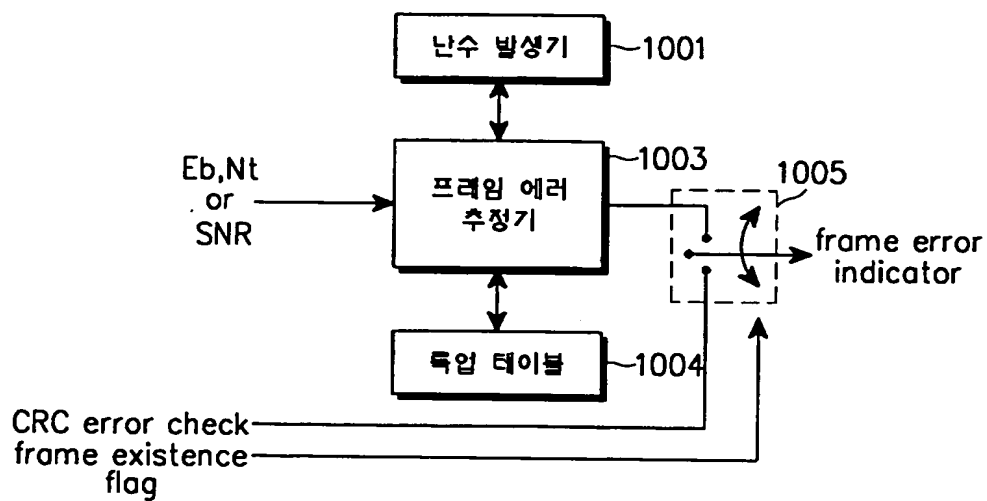 난수 발생기
1001
Eb,Nt
or
SNR
프레임 에러
추정기
1003
1005
frame error
indicator
룩업 테이블
1004
CRC error check
frame existence
flag